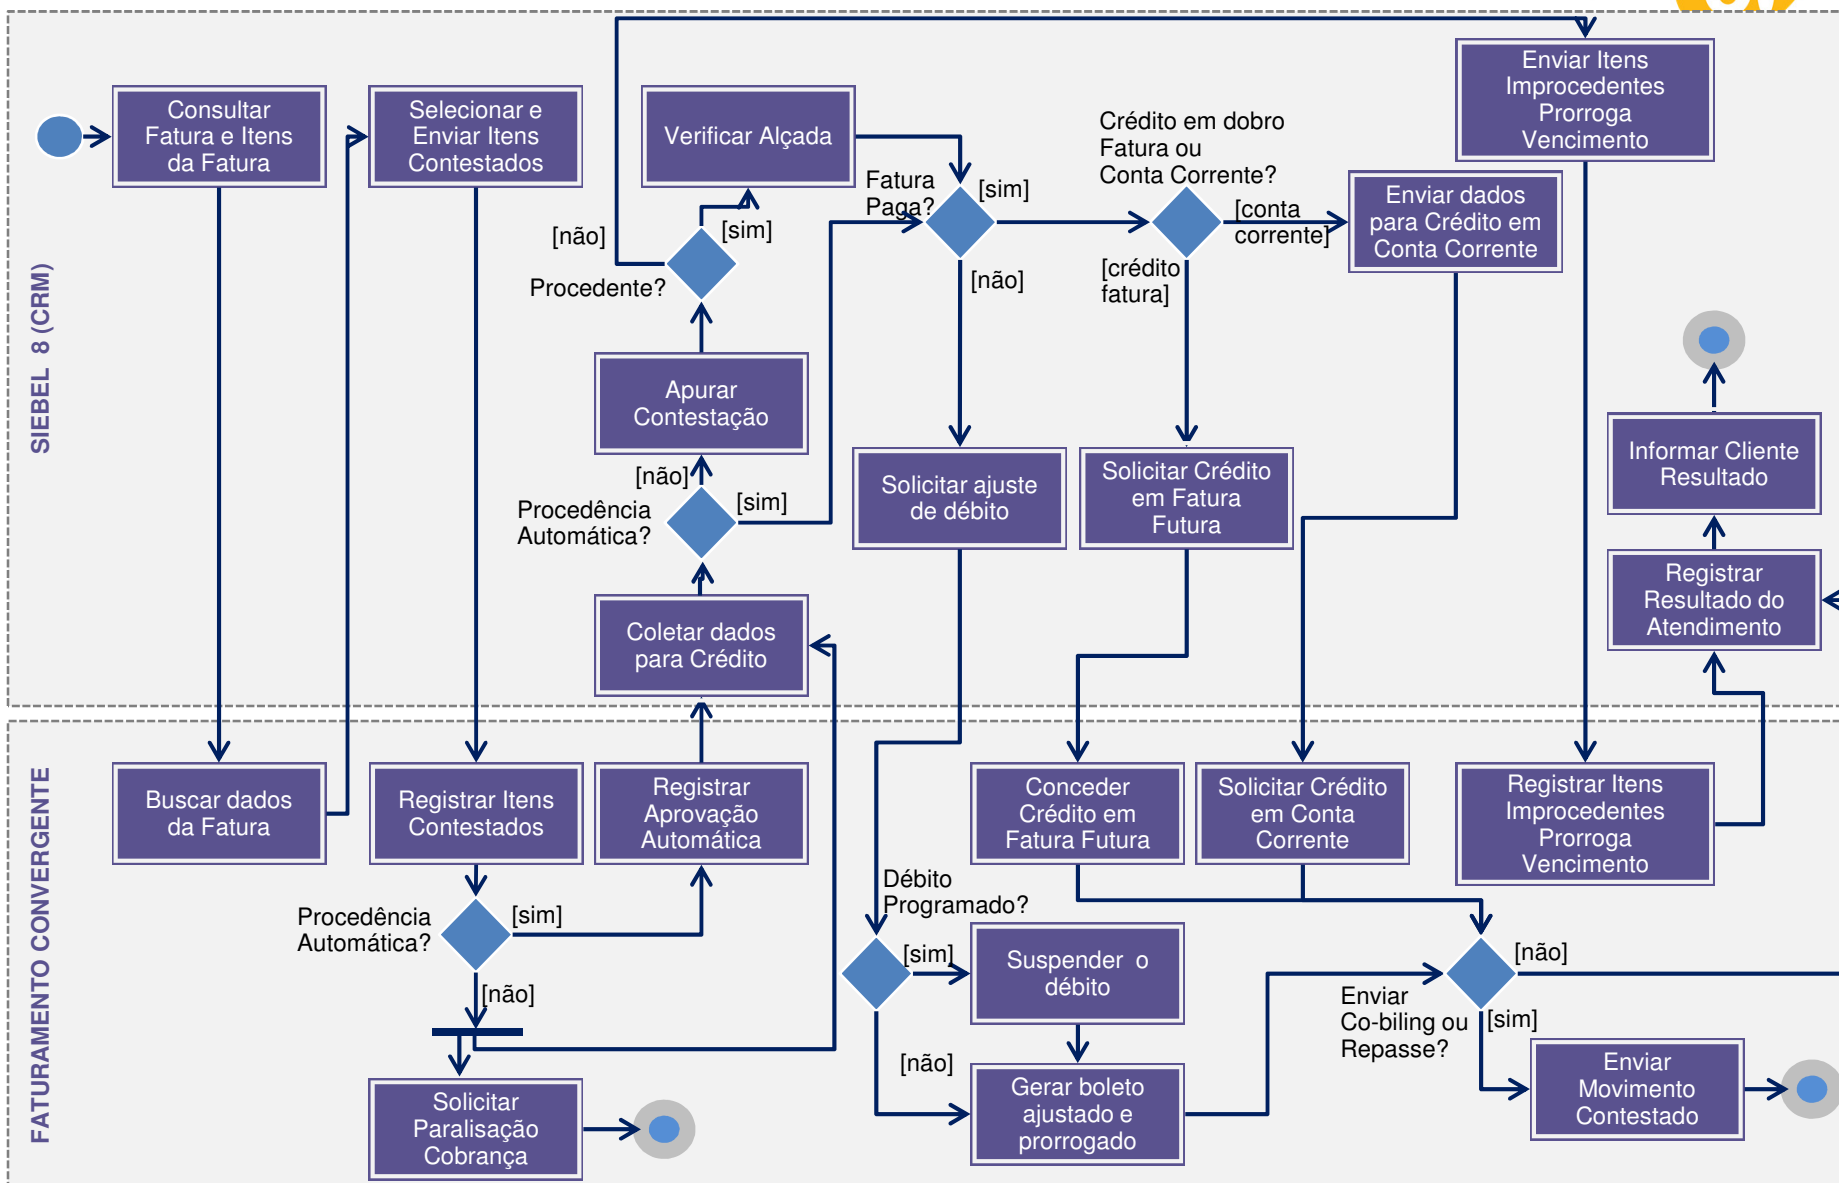 SIEBEL 8 (CRM)
Consultar
Fatura e Itens
da Fatura
Selecionar e
Enviar Itens
Contestados
Verificar Alçada
Fatura
Paga?
[sim]
[não]
Crédito em dobro
Fatura ou
Conta Corrente?
[conta
corrente]
[crédito
fatura]
Enviar Itens
Improcedentes
Prorroga
Vencimento
Enviar dados
para Crédito em
Conta Corrente
[não]
[sim]
Procedente?
Apurar
Contestação
[não]
[sim]
Procedência
Automática?
Coletar dados
para Crédito
Solicitar ajuste
de débito
Solicitar Crédito
em Fatura
Futura
Informar Cliente
Resultado
Registrar
Resultado do
Atendimento
FATURAMENTO CONVERGENTE
Buscar dados
da Fatura
Registrar Itens
Contestados
Registrar
Aprovação
Automática
Conceder
Crédito em
Fatura Futura
Solicitar Crédito
em Conta
Corrente
Registrar Itens
Improcedentes
Prorroga
Vencimento
Procedência
Automática?
[sim]
[não]
Débito
Programado?
[sim]
[não]
Suspender o
débito
Gerar boleto
ajustado e
prorrogado
Enviar
Co-biling ou
Repasse?
[não]
[sim]
Enviar
Movimento
Contestado
Solicitar
Paralisação
Cobrança